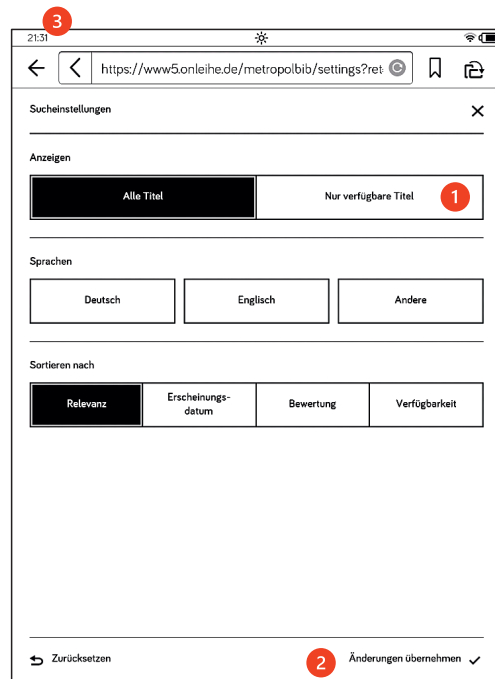 3
21:31
https://www5.onleihe.de/metropolbib/settings?ret
Sucheinstellungen
Anzeigen
Alle Titel
Nur verfügbare Titel
1
Sprachen
Deutsch
Englisch
Andere
Sortieren nach
Relevanz
Erscheinungs-
datum
Bewertung
Verfügbarkeit
Zurücksetzen
2
Änderungen übernehmen